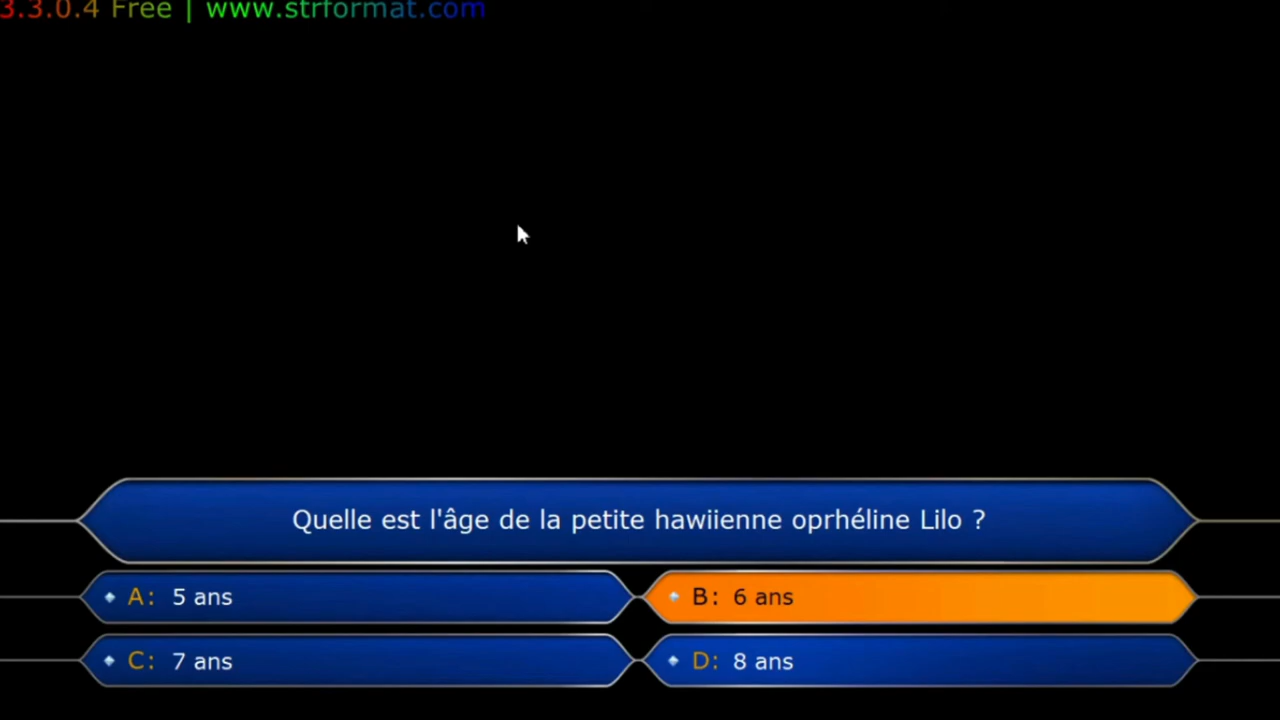 3.3.0.4 Free | www.strformat.com
Quelle est l'âge de la petite hawiienne oprhéline Lilo ?
A: 5 ans
B: 6 ans
C: 7 ans
D: 8 ans